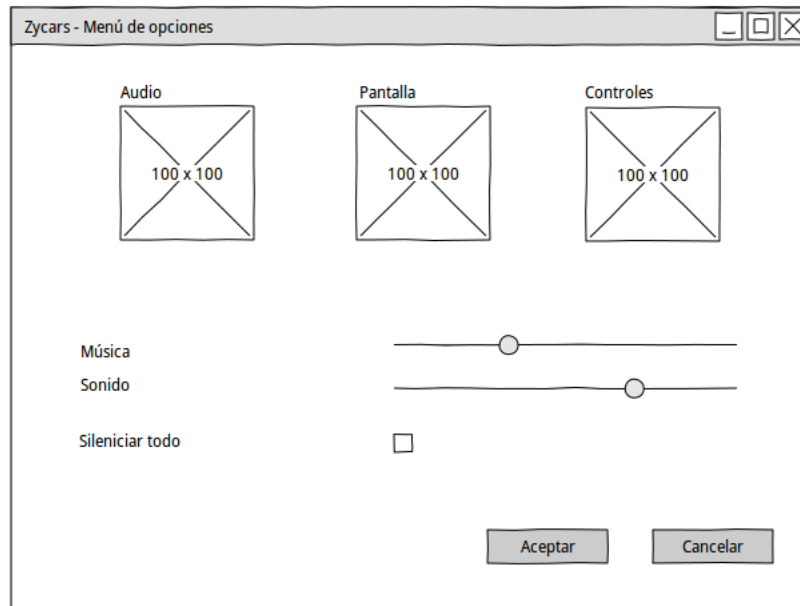 Zycars - Menú de opciones
Audio
Pantalla
Controles
100 x 100
100 x 100
100 x 100
Música
Sonido
Sileniciar todo
Aceptar
Cancelar